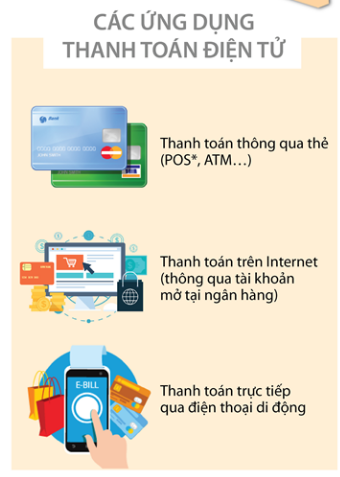 CÁC ỨNG DỤNG
THANH TOÁN ĐIỆN TỬ
Bank
Thanh toán thông qua thẻ
(POS*, ATM...)
Thanh toán trên Internet
(thông qua tài khoản
mở tại ngân hàng)
E-BILL
Thanh toán trực tiếp
qua điện thoại di động